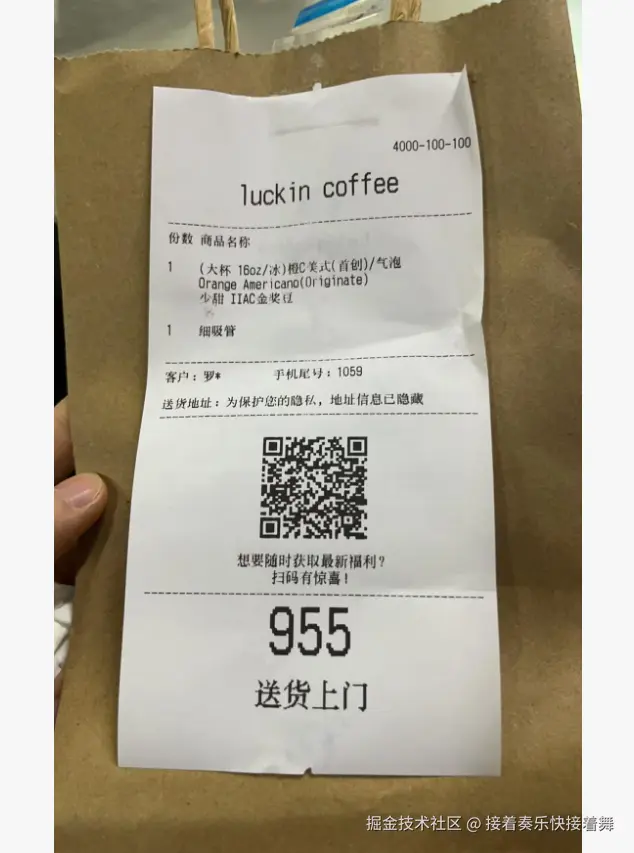 4000-100-100
luckin coffee
份数 商品名称
1 (大杯 16oz/冰)橙C美式(首创)/气泡
Orange Americano(Originate)
少甜 IIAC金奖豆
1 细吸管
客户：罗* 手机尾号：1059
送货地址：为保护您的隐私，地址信息已隐藏
想要随时获取最新福利？
扫码有惊喜！
955
送货上门
掘金技术社区 @ 接着奏乐快接着舞